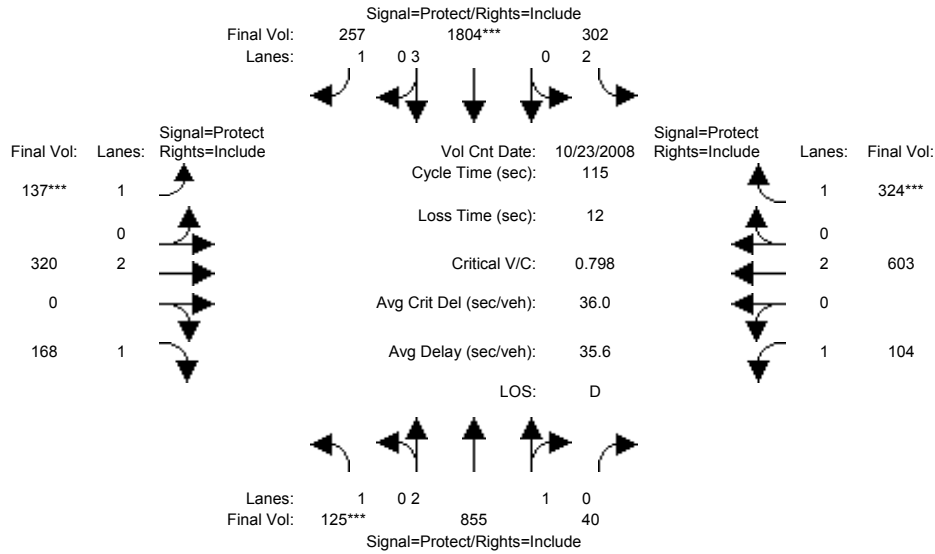 Signal=Protect/Rights=Include
Final Vol: 257 1804*** 302
Lanes: 1 0 3 0 2
Signal=Protect Signal=Protect
Final Vol: Lanes: Rights=Include Vol Cnt Date: 10/23/2008 Rights=Include Lanes: Final Vol:
Cycle Time (sec): 115
137*** 1 1 324***
Loss Time (sec): 12
0 0
320 2 Critical V/C: 0.798 2 603
0 Avg Crit Del (sec/veh): 36.0 0
168 1 Avg Delay (sec/veh): 35.6 1 104
LOS: D
Lanes: 1 0 2 1 0
Final Vol: 125*** 855 40
Signal=Protect/Rights=Include